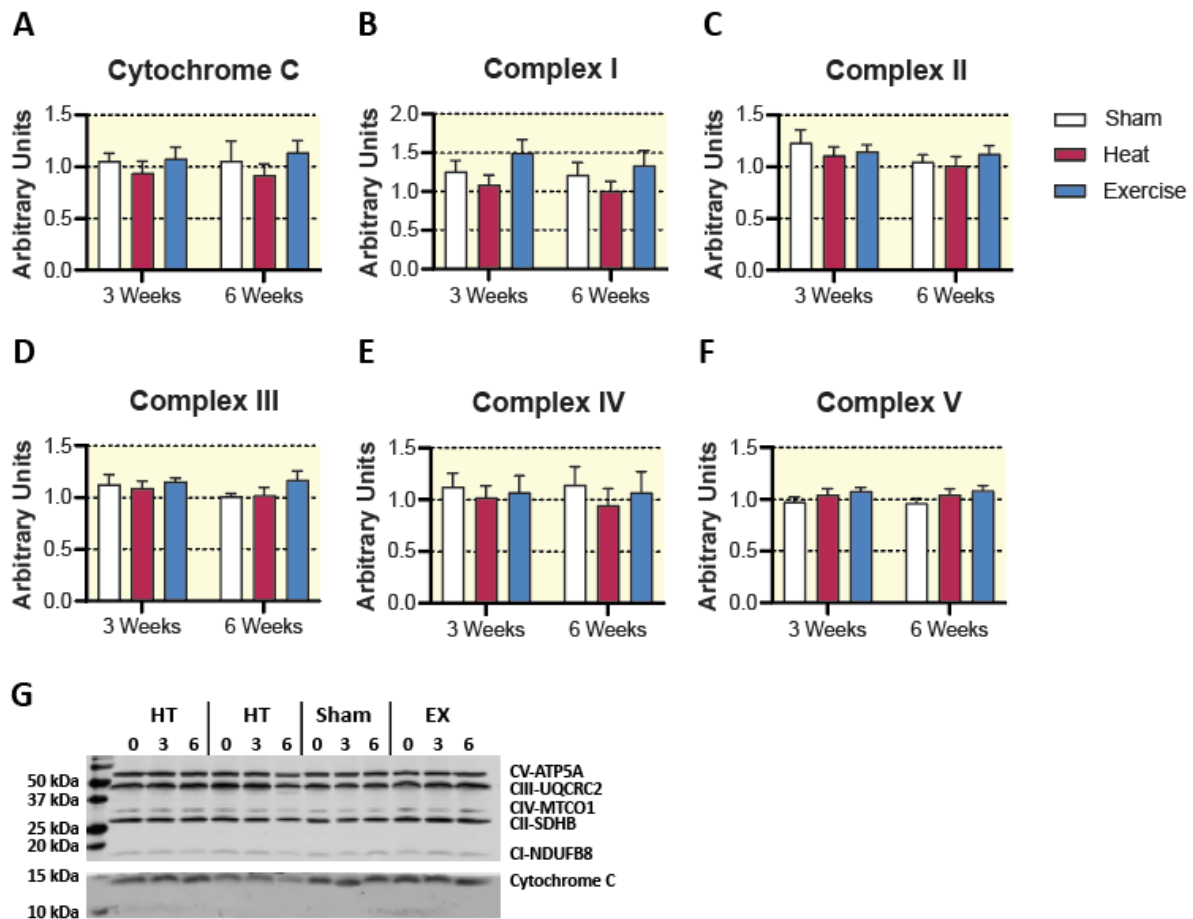 A
Cytochrome C
Arbitrary Units
1.5
1.0
0.5
0.0
3 Weeks 6 Weeks
B
Complex I
Arbitrary Units
2.0
1.5
1.0
0.5
0.0
3 Weeks 6 Weeks
C
Complex II
Arbitrary Units
1.5
1.0
0.5
0.0
3 Weeks 6 Weeks
Sham
Heat
Exercise
D
Complex III
Arbitrary Units
1.5
1.0
0.5
0.0
3 Weeks 6 Weeks
E
Complex IV
Arbitrary Units
1.5
1.0
0.5
0.0
3 Weeks 6 Weeks
F
Complex V
Arbitrary Units
1.5
1.0
0.5
0.0
3 Weeks 6 Weeks
G
HT HT Sham EX
0 3 6 0 3 6 0 3 6 0 3 6
50 kDa
37 kDa
25 kDa
20 kDa
15 kDa
10 kDa
CV-ATP5A
CIII-UQCRC2
CIV-MTCO1
CII-SDHB
CI-NDUFB8
Cytochrome C